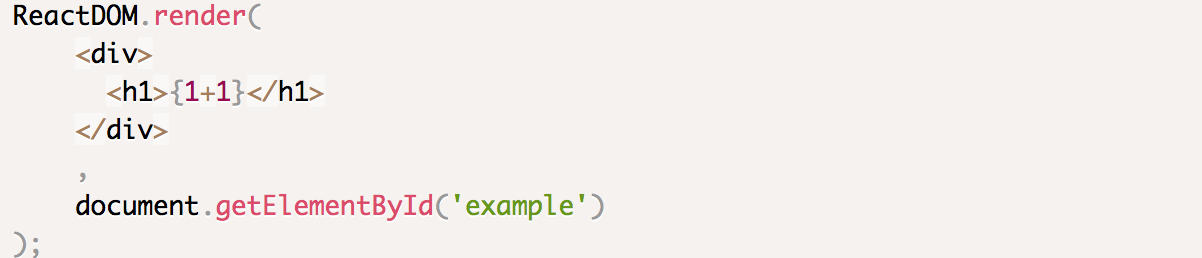 ReactDOM.render(
    <div>
      <h1>{1+1}</h1>
    </div>
    ,
    document.getElementById('example')
);